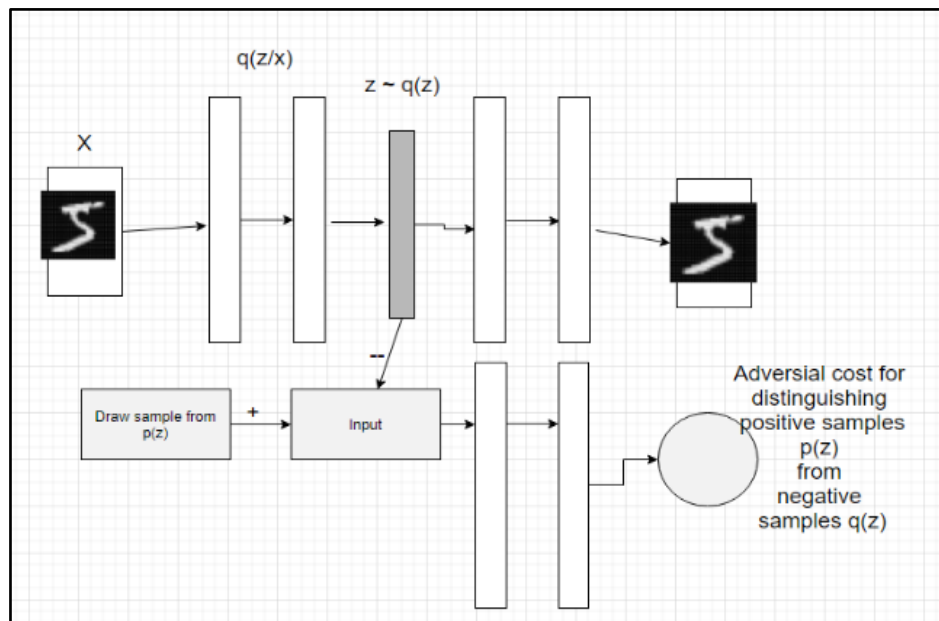 q(z/x)
z ~ q(z)
X
--
Draw sample from
p(z)
+
Input
Adversial cost for
distinguishing
positive samples
p(z)
from
negative
samples q(z)